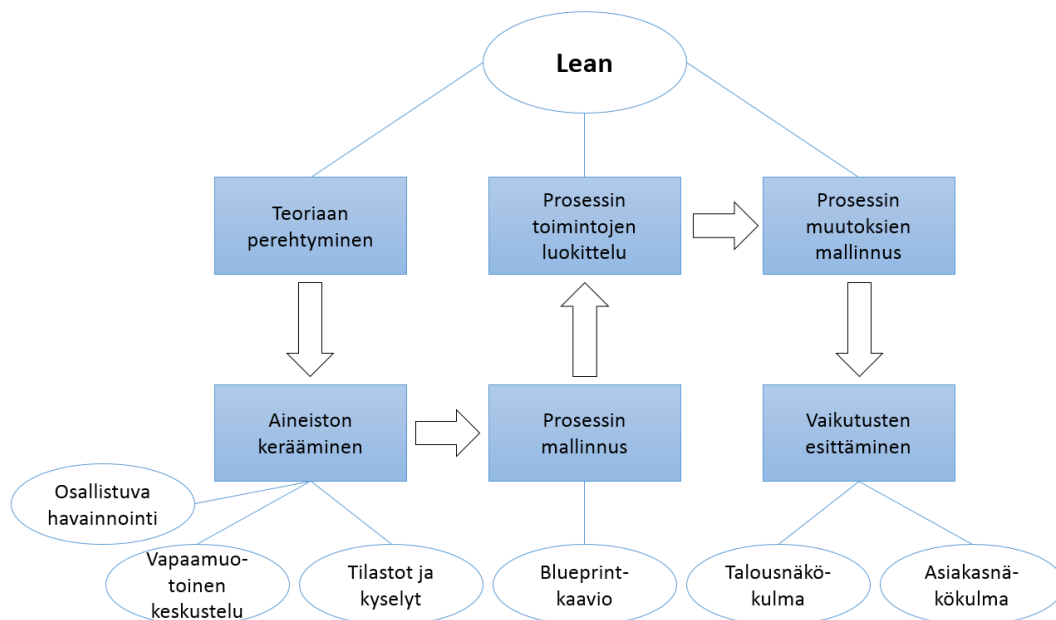 Lean
Teoriaan
perehtyminen
Prosessin
toimintojen
luokittelu
Prosessin
muutoksien
mallinnus
Aineiston
kerääminen
Prosessin
mallinnus
Vaikutusten
esittäminen
Osallistuva
havainnointi
Vapaamuo-
toinen
keskustelu
Tilastot ja
kyselyt
Blueprint-
kaavio
Talousnäkö-
kulma
Asiakasnä-
kökulma